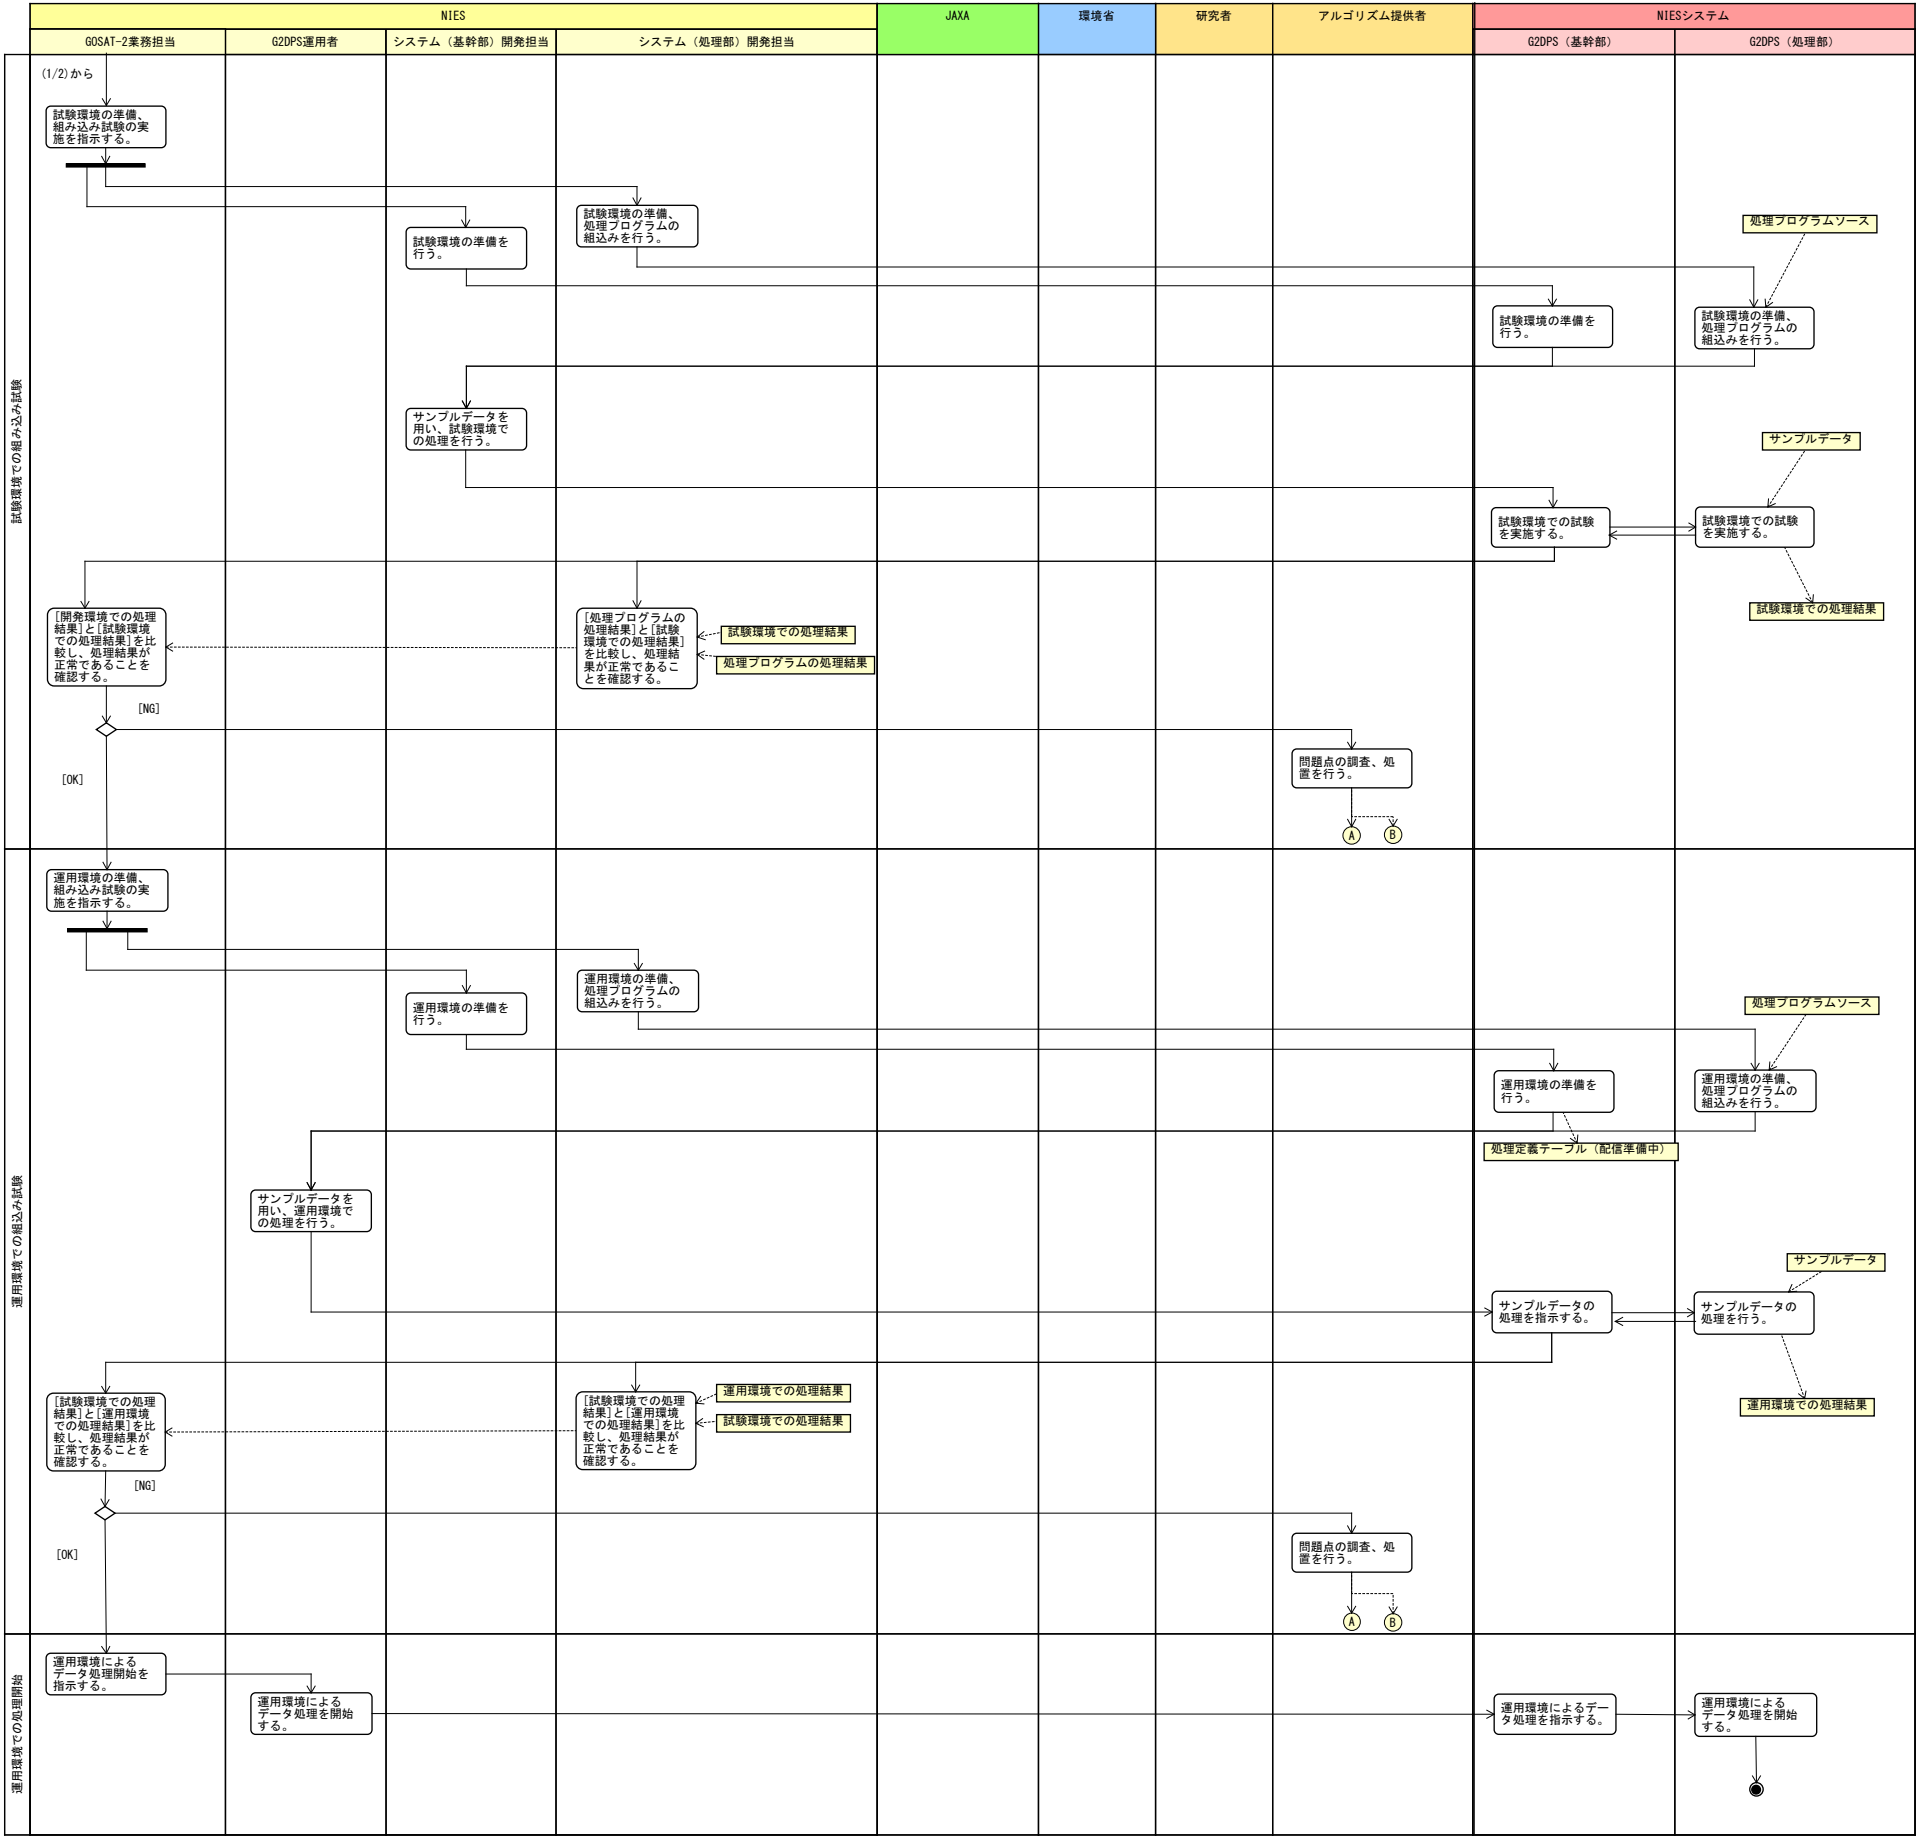 NIES
JAXA
環境省
研究者
アルゴリズム提供者
NIESシステム
GOSAT-2業務担当
G2DPS運用者
システム（基幹部）開発担当
システム（処理部）開発担当
G2DPS（基幹部）
G2DPS（処理部）
試験環境での組み込み試験
(1/2)から
試験環境の準備、
組み込み試験の実
施を指示する。
試験環境の準備、
処理プログラムの
組込みを行う。
試験環境の準備を
行う。
処理プログラムソース
試験環境の準備を
行う。
試験環境の準備、
処理プログラムの
組込みを行う。
サンプルデータを
用い、試験環境で
の処理を行う。
サンプルデータ
試験環境での試験
を実施する。
試験環境での試験
を実施する。
試験環境での処理結果
[開発環境での処理
結果]と[試験環境
での処理結果]を比
較し、処理結果が
正常であることを
確認する。
[処理プログラムの
処理結果]と[試験
環境での処理結果]
を比較し、処理結
果が正常であるこ
とを確認する。
試験環境での処理結果
処理プログラムの処理結果
[NG]
[OK]
問題点の調査、処
置を行う。
A
B
運用環境での組込み試験
運用環境の準備、
組み込み試験の実
施を指示する。
運用環境の準備、
処理プログラムの
組込みを行う。
運用環境の準備を
行う。
処理プログラムソース
運用環境の準備を
行う。
運用環境の準備、
処理プログラムの
組込みを行う。
処理定義テーブル（配信準備中）
サンプルデータを
用い、運用環境で
の処理を行う。
サンプルデータ
サンプルデータの
処理を指示する。
サンプルデータの
処理を行う。
運用環境での処理結果
[試験環境での処理
結果]と[運用環境
での処理結果]を比
較し、処理結果が
正常であることを
確認する。
[試験環境での処理
結果]と[運用環境
での処理結果]を比
較し、処理結果が
正常であることを
確認する。
運用環境での処理結果
試験環境での処理結果
[NG]
[OK]
問題点の調査、処
置を行う。
A
B
運用環境での処理開始
運用環境による
データ処理開始を
指示する。
運用環境による
データ処理を開始
する。
運用環境によるデー
タ処理を指示する。
運用環境による
データ処理を開始
する。